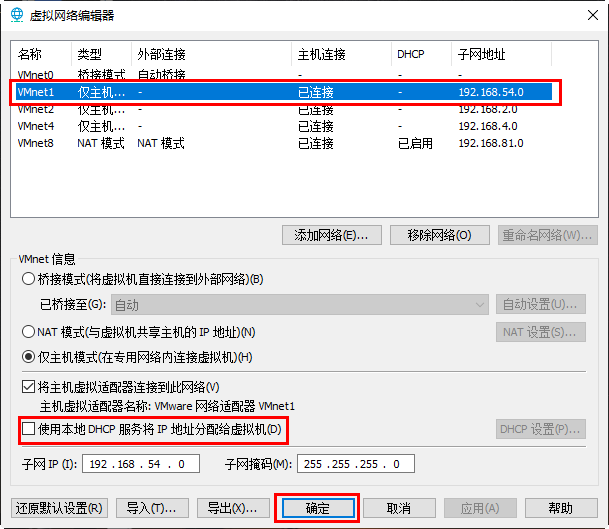 虚拟网络编辑器
名称 类型 外部连接 主机连接 DHCP 子网地址
VMnet0 桥接模式 自动桥接 - - -
VMnet1 仅主机... - 已连接 - 192.168.54.0
VMnet2 仅主机... - 已连接 - 192.168.2.0
VMnet4 仅主机... - 已连接 - 192.168.4.0
VMnet8 NAT 模式 NAT 模式 已连接 已启用 192.168.81.0
添加网络(E)... 移除网络(O) 重命名网络(W)...
VMnet 信息
桥接模式(将虚拟机直接连接到外部网络)(B)
已桥接至(G): 自动 自动设置(U)...
NAT 模式(与虚拟机共享主机的 IP 地址)(N) NAT 设置(S)...
仅主机模式(在专用网络内连接虚拟机)(H)
将主机虚拟适配器连接到此网络(V)
主机虚拟适配器名称: VMware 网络适配器 VMnet1
使用本地 DHCP 服务将 IP 地址分配给虚拟机(D) DHCP 设置(P)...
子网 IP (I): 192 . 168 . 54 . 0 子网掩码(M): 255 . 255 . 255 . 0
还原默认设置(R) 导入(T)... 导出(X)... 确定 取消 应用(A) 帮助